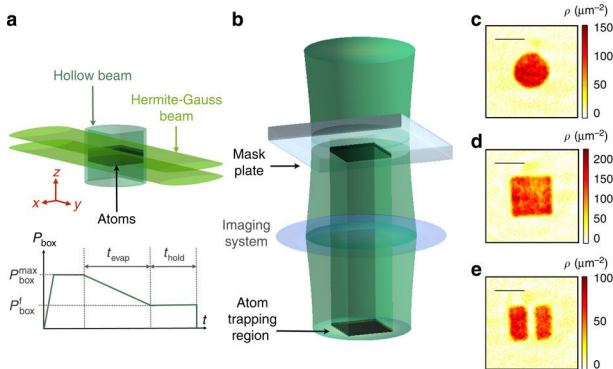 a
Hollow beam
Hermite-Gauss
beam
z
x
y
Atoms
P_box
t_evap
t_hold
P_box^max
P_box^f
t
b
Mask
plate
Imaging
system
Atom
trapping
region
c
ρ (μm⁻²)
150
100
50
0
d
ρ (μm⁻²)
200
150
100
50
0
e
ρ (μm⁻²)
100
50
0